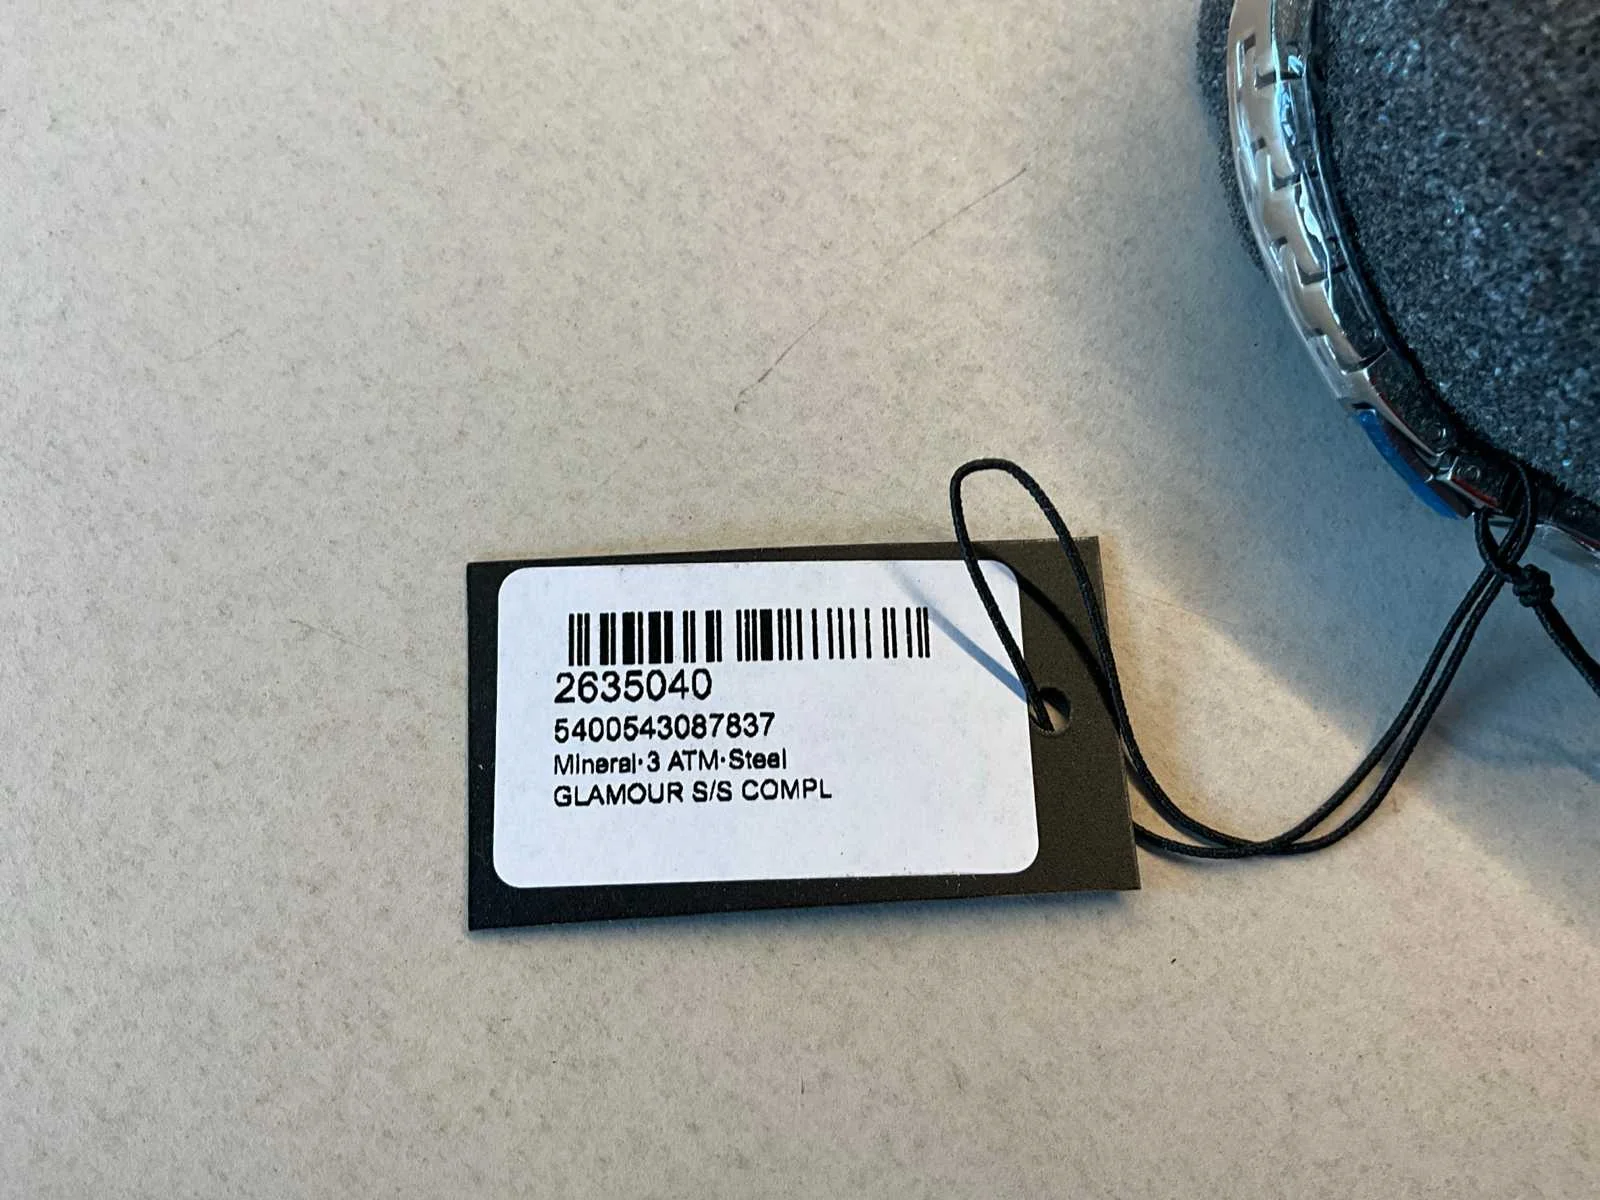 2635040
5400543087837
Mineral·3 ATM·Steel
GLAMOUR S/S COMPL